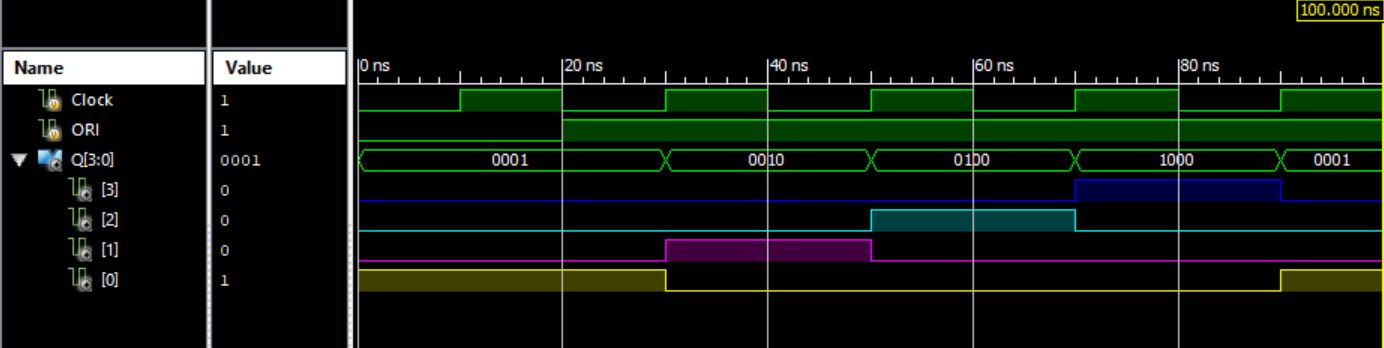 100.000 ns
Name Value 0 ns 20 ns 40 ns 60 ns 80 ns
Clock 1
ORI 1
Q[3:0] 0001 0001 0010 0100 1000 0001
[3] 0
[2] 0
[1] 0
[0] 1